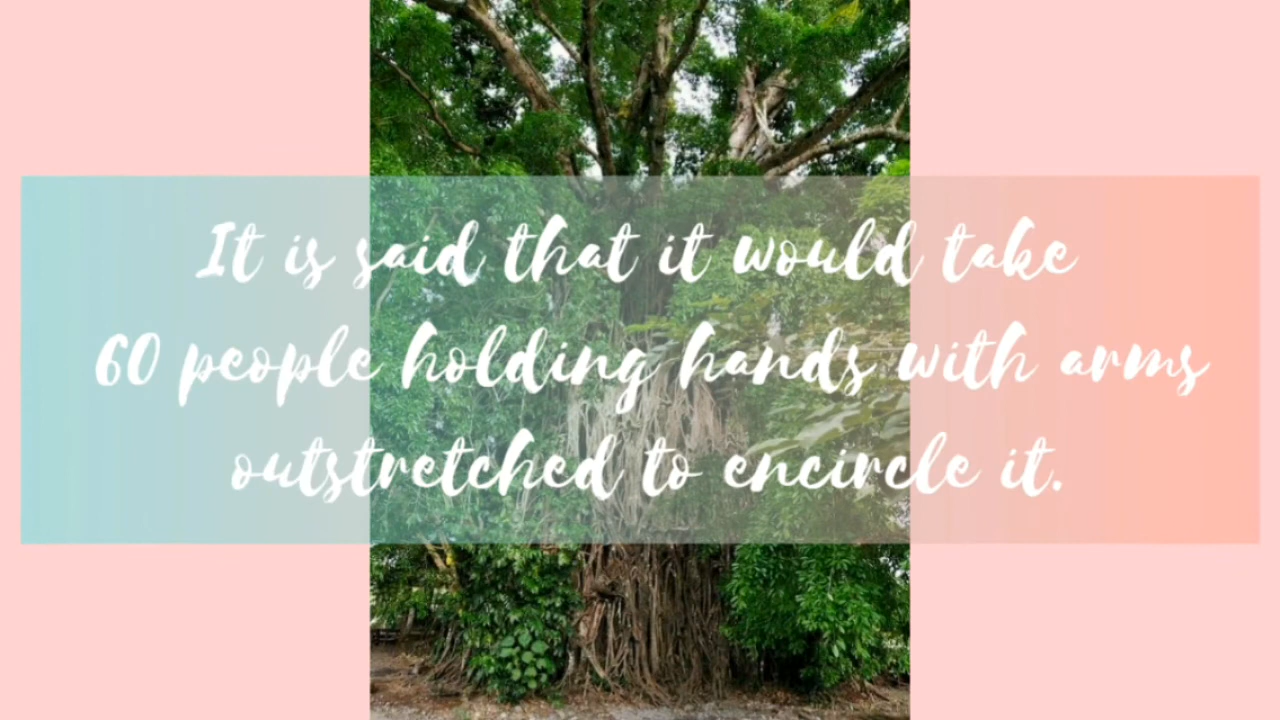 It is said that it would take
60 people holding hands with arms
outstretched to encircle it.